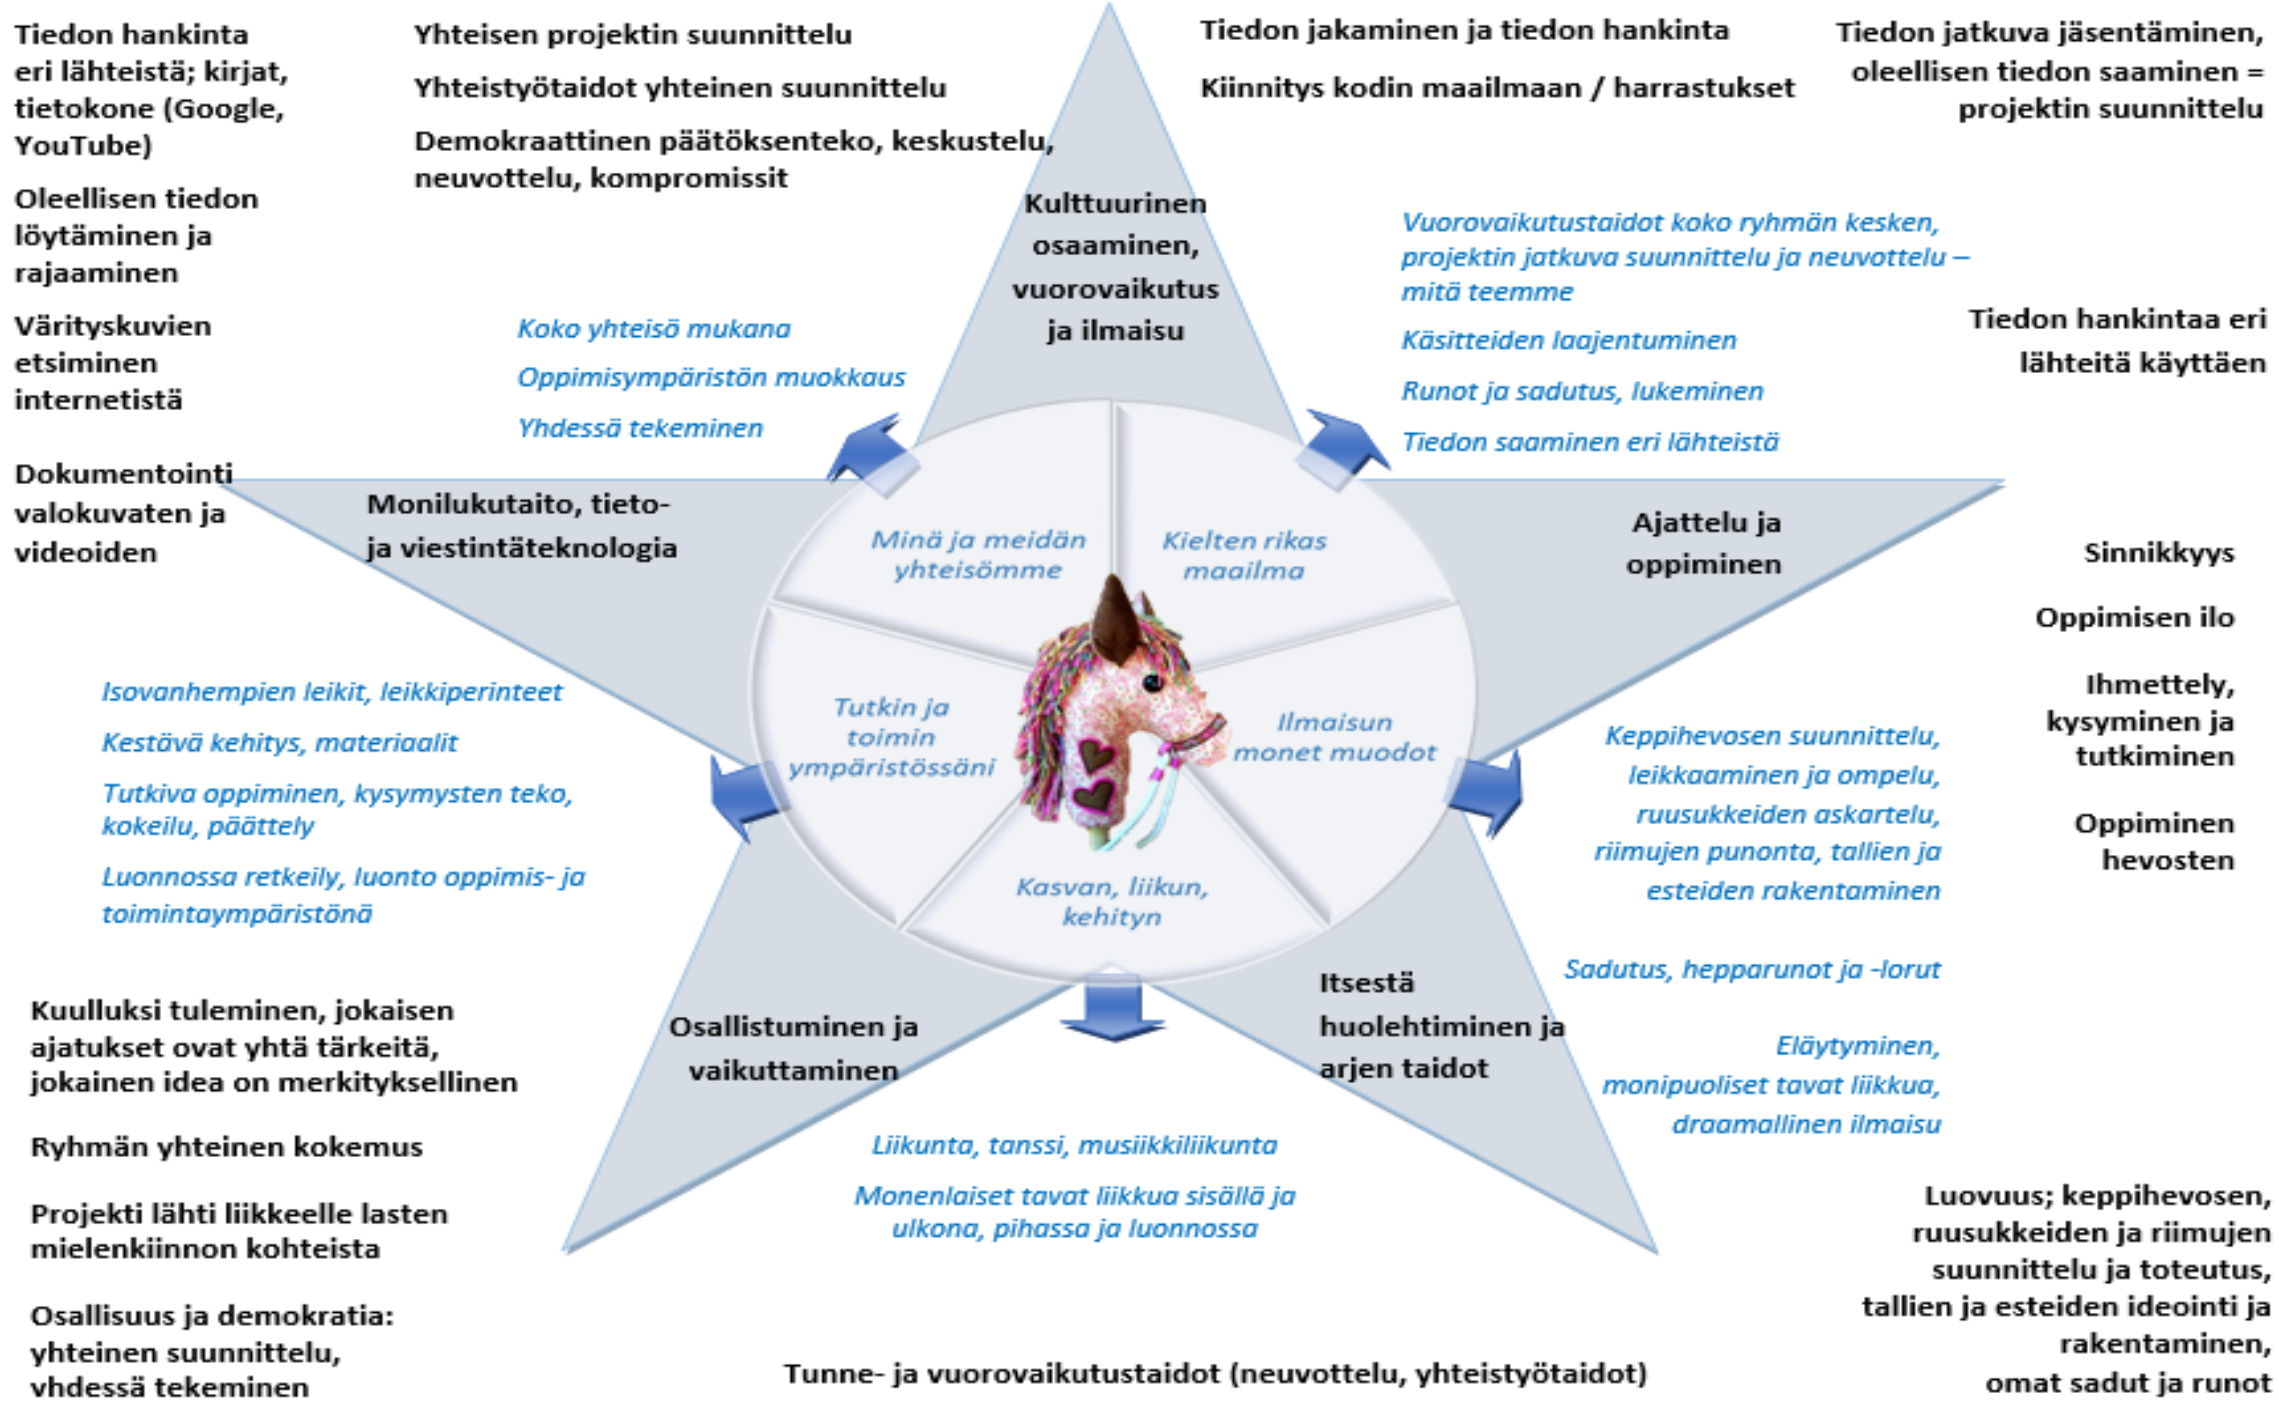 Tiedon hankinta
eri lähteistä; kirjat,
tietokone (Google,
YouTube)
Oleellisen tiedon
löytäminen ja
rajaaminen
Värityskuvien
etsiminen
internetistä
Dokumentointi
valokuvaten ja
videoiden
Yhteisen projektin suunnittelu
Yhteistyötaidot yhteinen suunnittelu
Demokraattinen päätöksenteko, keskustelu,
neuvottelu, kompromissit
Tiedon jakaminen ja tiedon hankinta
Kiinnitys kodin maailmaan / harrastukset
Tiedon jatkuva jäsentäminen,
oleellisen tiedon saaminen =
projektin suunnittelu
Kulttuurinen
osaaminen,
vuorovaikutus
ja ilmaisu
Koko yhteisö mukana
Oppimisympäristön muokkaus
Yhdessä tekeminen
Vuorovaikutustaidot koko ryhmän kesken,
projektin jatkuva suunnittelu ja neuvottelu –
mitä teemme
Käsitteiden laajentuminen
Runot ja sadutus, lukeminen
Tiedon saaminen eri lähteistä
Tiedon hankintaa eri
lähteitä käyttäen
Monilukutaito, tieto-
ja viestintäteknologia
Ajattelu ja
oppiminen
Sinnikkyys
Oppimisen ilo
Ihmettely,
kysyminen ja
tutkiminen
Oppiminen
hevosten
Minä ja meidän
yhteisömme
Kielten rikas
maailma
Tutkin ja
toimin
ympäristössäni
Ilmaisun
monet muodot
Kasvan, liikun,
kehityn
Isovanhempien leikit, leikkiperinteet
Kestävä kehitys, materiaalit
Tutkiva oppiminen, kysymysten teko,
kokeilu, päättely
Luonnossa retkeily, luonto oppimis- ja
toimintaympäristönä
Keppihevosen suunnittelu,
leikkaaminen ja ompelu,
ruusukkeiden askartelu,
riimujen punonta, tallien ja
esteiden rakentaminen
Sadutus, hepparunot ja -lorut
Eläytyminen,
monipuoliset tavat liikkua,
draamallinen ilmaisu
Osallistuminen ja
vaikuttaminen
Itsestä
huolehtiminen ja
arjen taidot
Kuulluksi tuleminen, jokaisen
ajatukset ovat yhtä tärkeitä,
jokainen idea on merkityksellinen
Ryhmän yhteinen kokemus
Projekti lähti liikkeelle lasten
mielenkiinnon kohteista
Osallisuus ja demokratia:
yhteinen suunnittelu,
yhdessä tekeminen
Liikunta, tanssi, musiikkiliikunta
Monenlaiset tavat liikkua sisällä ja
ulkona, pihassa ja luonnossa
Tunne- ja vuorovaikutustaidot (neuvottelu, yhteistyötaidot)
Luovuus; keppihevosen,
ruusukkeiden ja riimujen
suunnittelu ja toteutus,
tallien ja esteiden ideointi ja
rakentaminen,
omat sadut ja runot